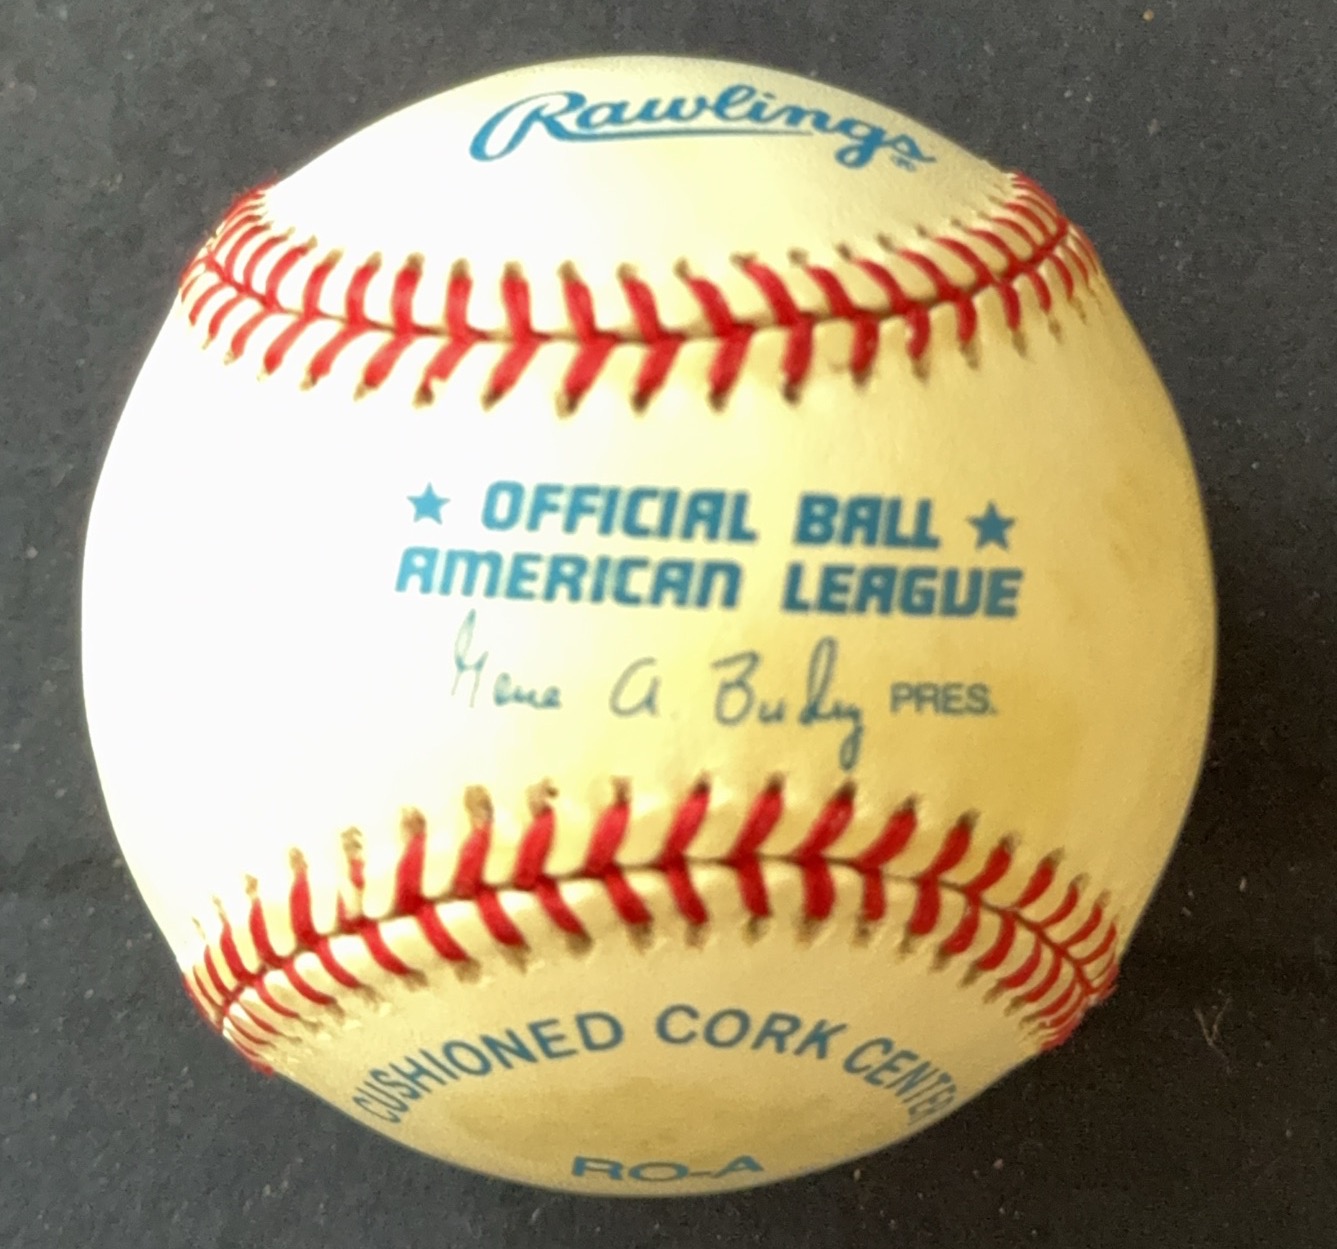 Rawlings®
★ OFFICIAL BALL ★
AMERICAN LEAGUE
Gene A. Budig PRES.
CUSHIONED CORK CENTER
RO-A